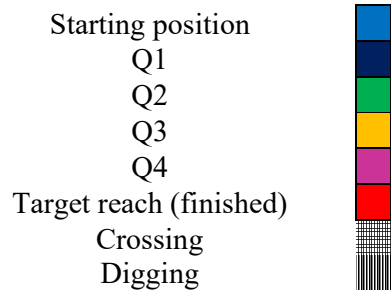 Starting position
Q1
Q2
Q3
Q4
Target reach (finished)
Crossing
Digging